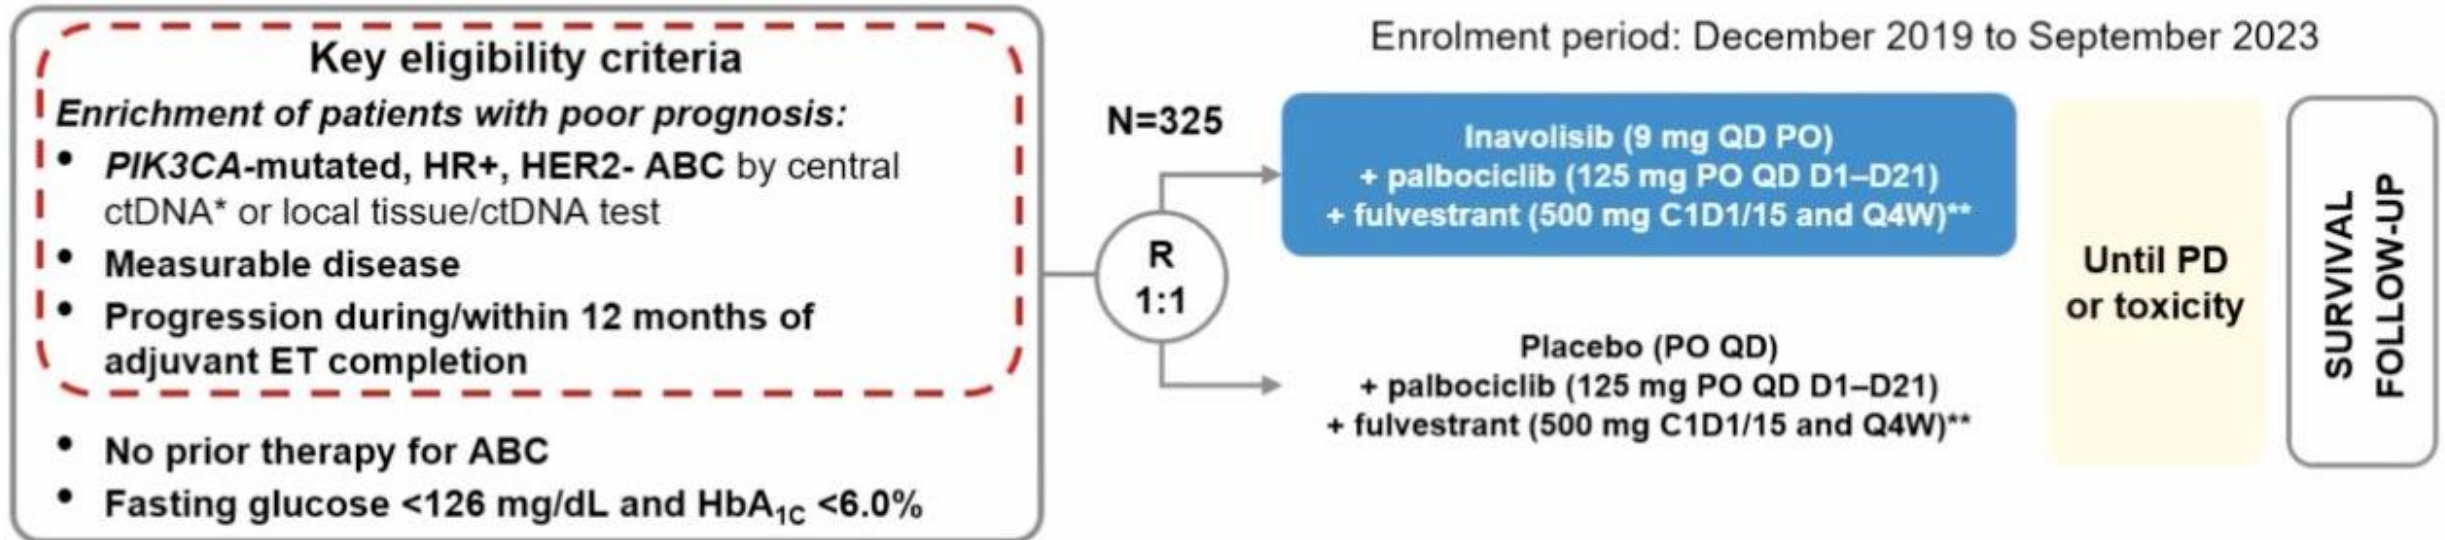 Key eligibility criteria
Enrichment of patients with poor prognosis:
• PIK3CA-mutated, HR+, HER2- ABC by central
ctDNA* or local tissue/ctDNA test
• Measurable disease
• Progression during/within 12 months of
adjuvant ET completion
• No prior therapy for ABC
• Fasting glucose <126 mg/dL and HbA1C <6.0%
N=325
R
1:1
Enrolment period: December 2019 to September 2023
Inavolisib (9 mg QD PO)
+ palbociclib (125 mg PO QD D1–D21)
+ fulvestrant (500 mg C1D1/15 and Q4W)**
Placebo (PO QD)
+ palbociclib (125 mg PO QD D1–D21)
+ fulvestrant (500 mg C1D1/15 and Q4W)**
Until PD
or toxicity
SURVIVAL
FOLLOW-UP